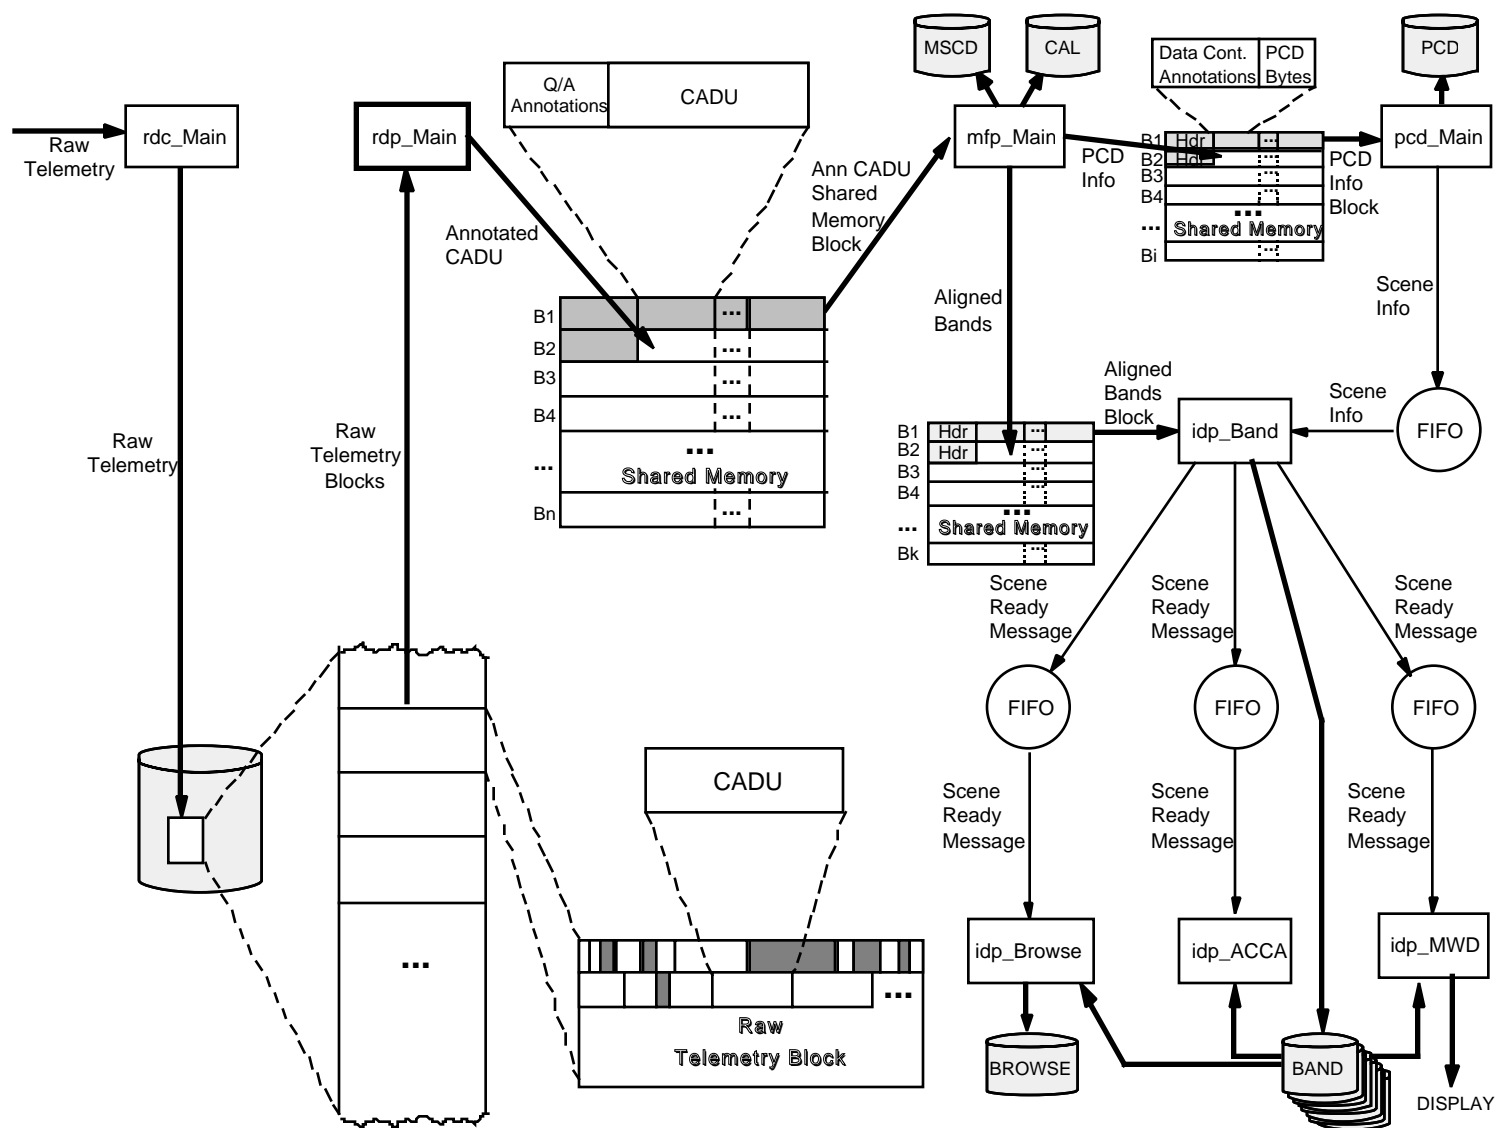 MSCD
CAL
PCD
Data Cont.
Annotations
PCD
Bytes
Q/A
Annotations
CADU
rdc_Main
rdp_Main
mfp_Main
pcd_Main
Raw
Telemetry
Ann CADU
Shared
Memory
Block
PCD
Info
B1
Hdr
...
B2
Hdr
...
B3
...
B4
...
...
...
Shared Memory
Bi
...
PCD
Info
Block
Annotated
CADU
Scene
Info
Aligned
Bands
B1
...
B2
...
B3
...
B4
...
...
...
Shared Memory
Bn
...
Raw
Telemetry
Raw
Telemetry
Blocks
Aligned
Bands
Block
B1
Hdr
...
B2
Hdr
...
B3
...
B4
...
...
...
Shared Memory
Bk
...
idp_Band
Scene
Info
FIFO
Scene
Ready
Message
Scene
Ready
Message
Scene
Ready
Message
FIFO
FIFO
FIFO
CADU
Scene
Ready
Message
Scene
Ready
Message
Scene
Ready
Message
...
idp_Browse
idp_ACCA
idp_MWD
...
Raw
Telemetry Block
BROWSE
BAND
DISPLAY